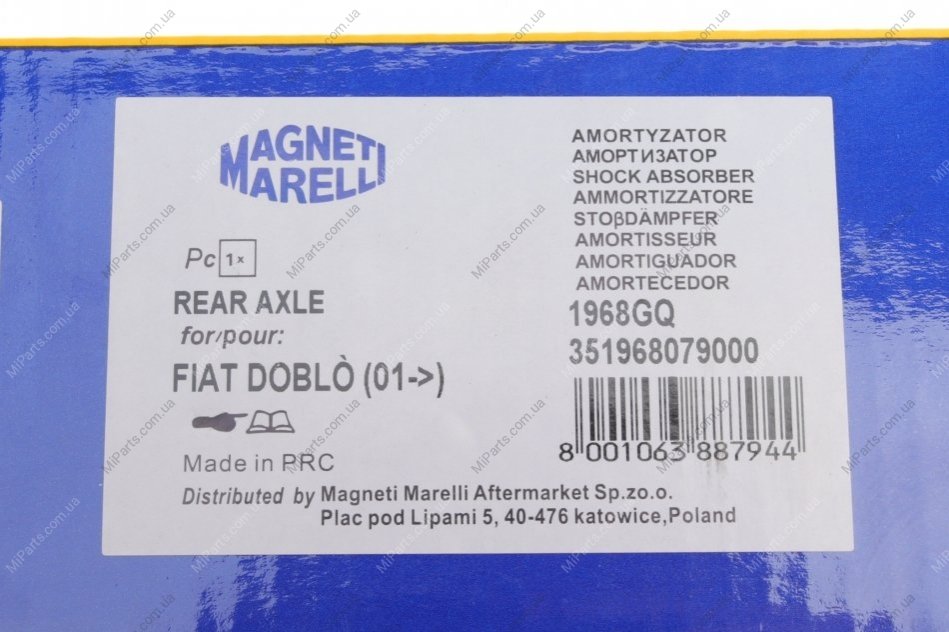 MAGNETI
MARELLI
Pc 1x
REAR AXLE
for/pour:
FIAT DOBLÒ (01->)
Made in PRC
Distributed by Magneti Marelli Aftermarket Sp.zo.o.
Plac pod Lipami 5, 40-476 katowice,Poland
AMORTYZATOR
АМОРТИЗАТОР
SHOCK ABSORBER
AMMORTIZZATORE
STOβDÄMPFER
AMORTISSEUR
AMORTIGUADOR
AMORTECEDOR
1968GQ
351968079000
8 001063 887944
MiParts.com.ua